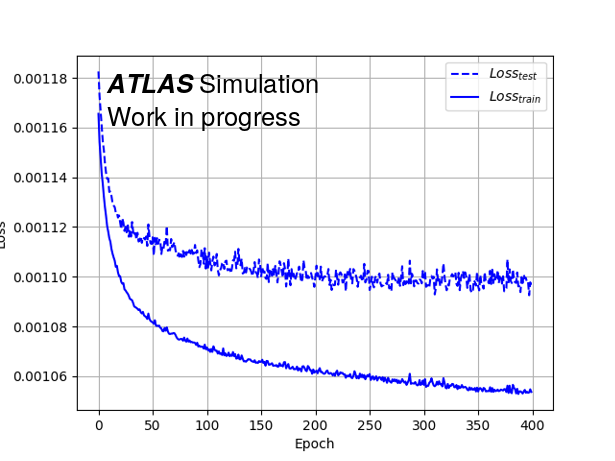 ATLAS Simulation
Work in progress
Loss_test
Loss_train
0.00118
0.00116
0.00114
0.00112
0.00110
0.00108
0.00106
Loss
0 50 100 150 200 250 300 350 400
Epoch